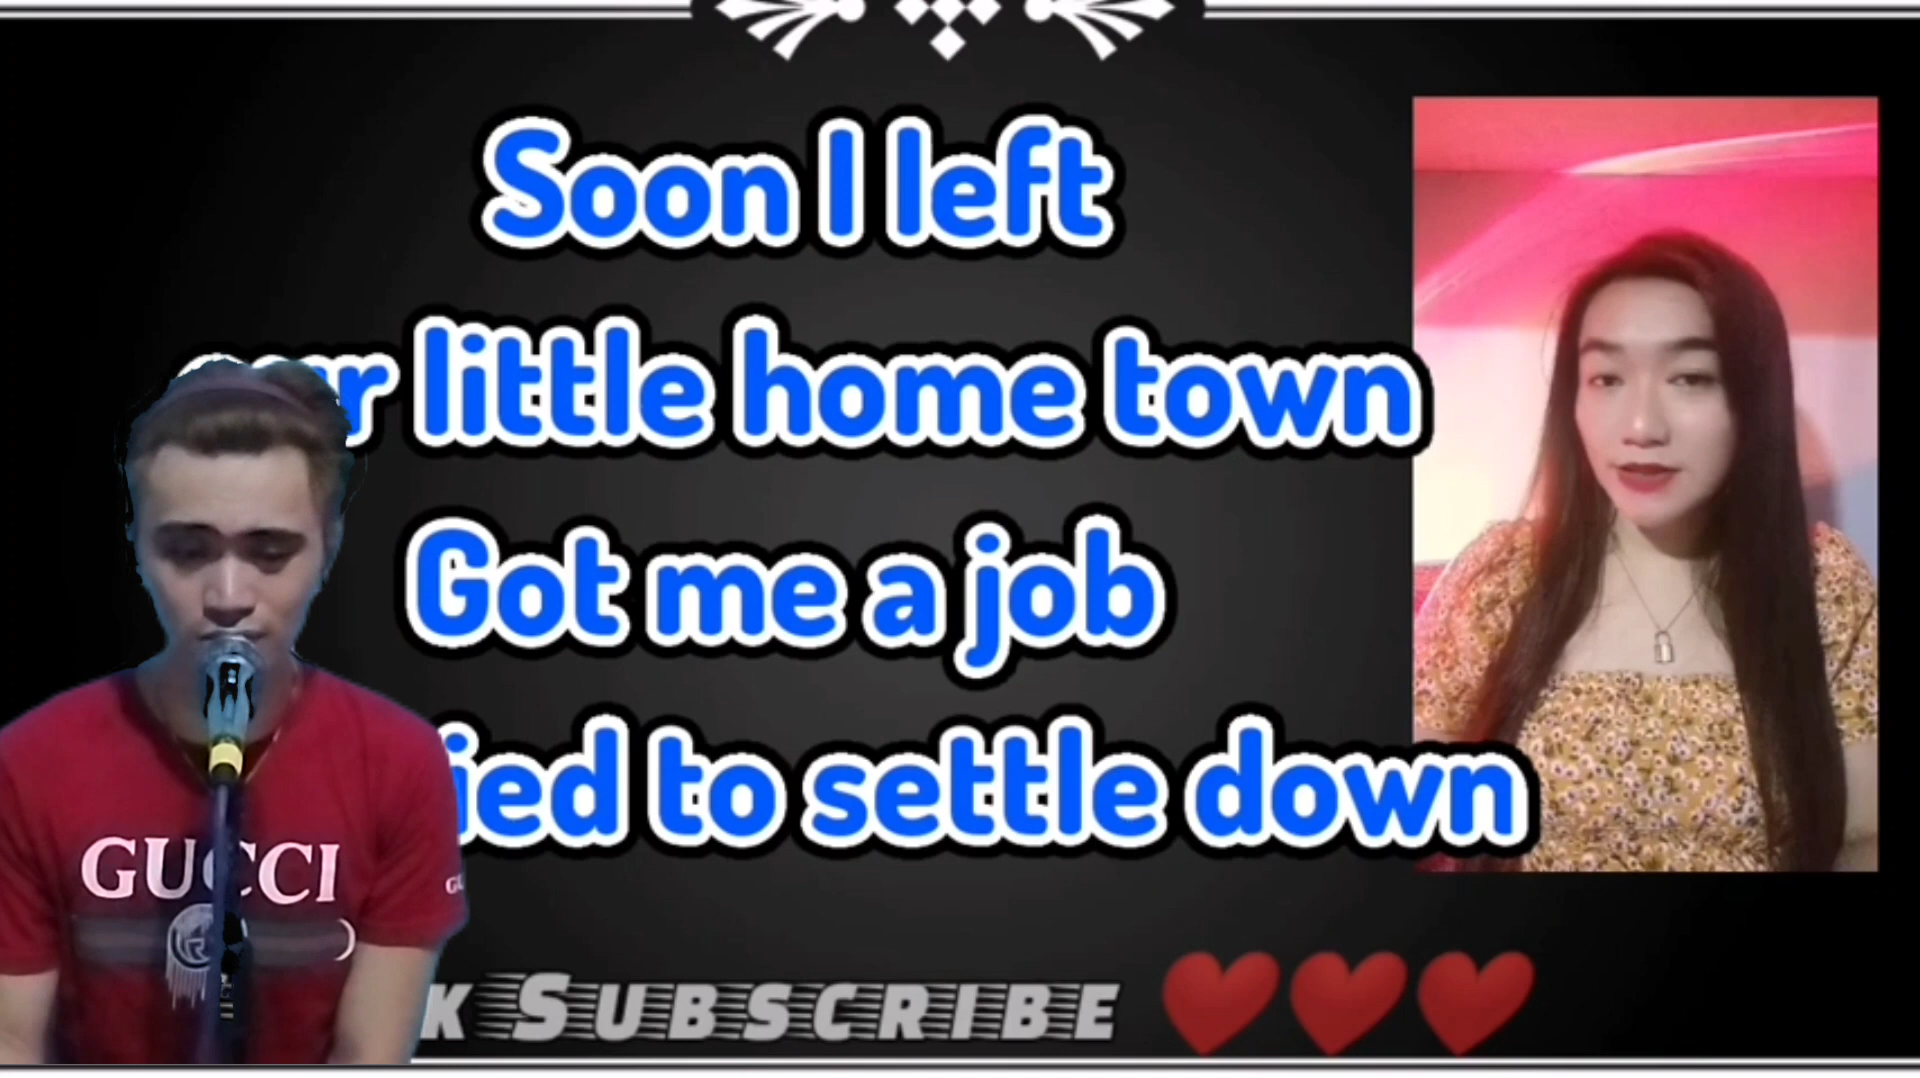 Soon I left
little home town
Got me a job
to settle down
GUCCI
SUBSCRIBE